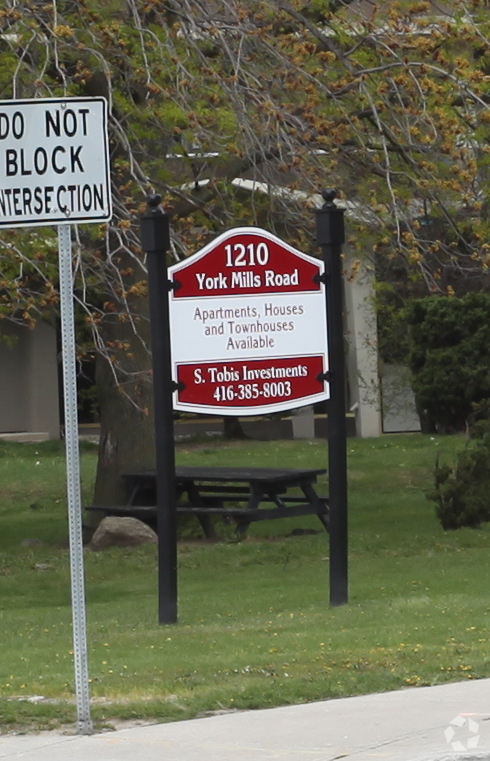 DO NOT
BLOCK
INTERSECTION
1210
York Mills Road
Apartments, Houses
and Townhouses
Available
S. Tobis Investments
416-385-8003